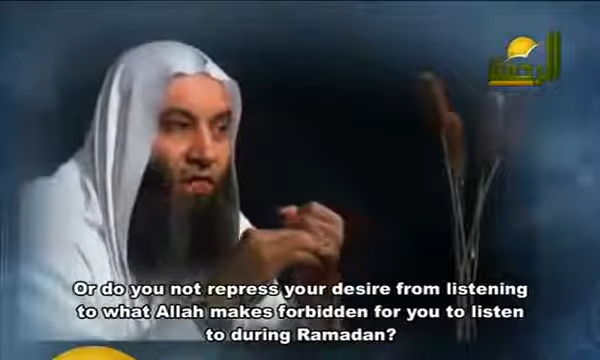 الرحمة
Or do you not repress your desire from listening
to what Allah makes forbidden for you to listen
to during Ramadan?